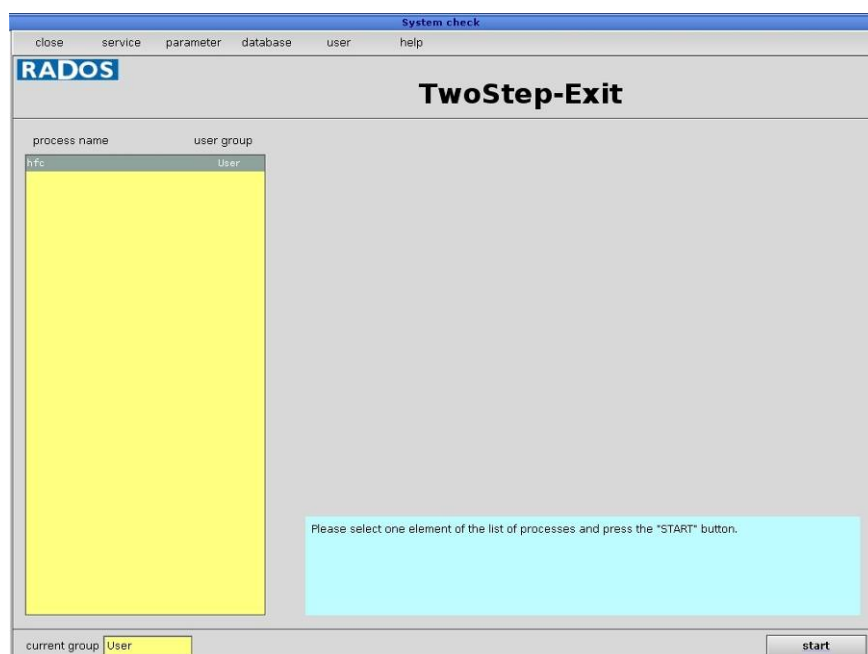 System check
close service parameter database user help
RADOS
TwoStep-Exit
process name user group
hfc User
Please select one element of the list of processes and press the "START" button.
current group User
start